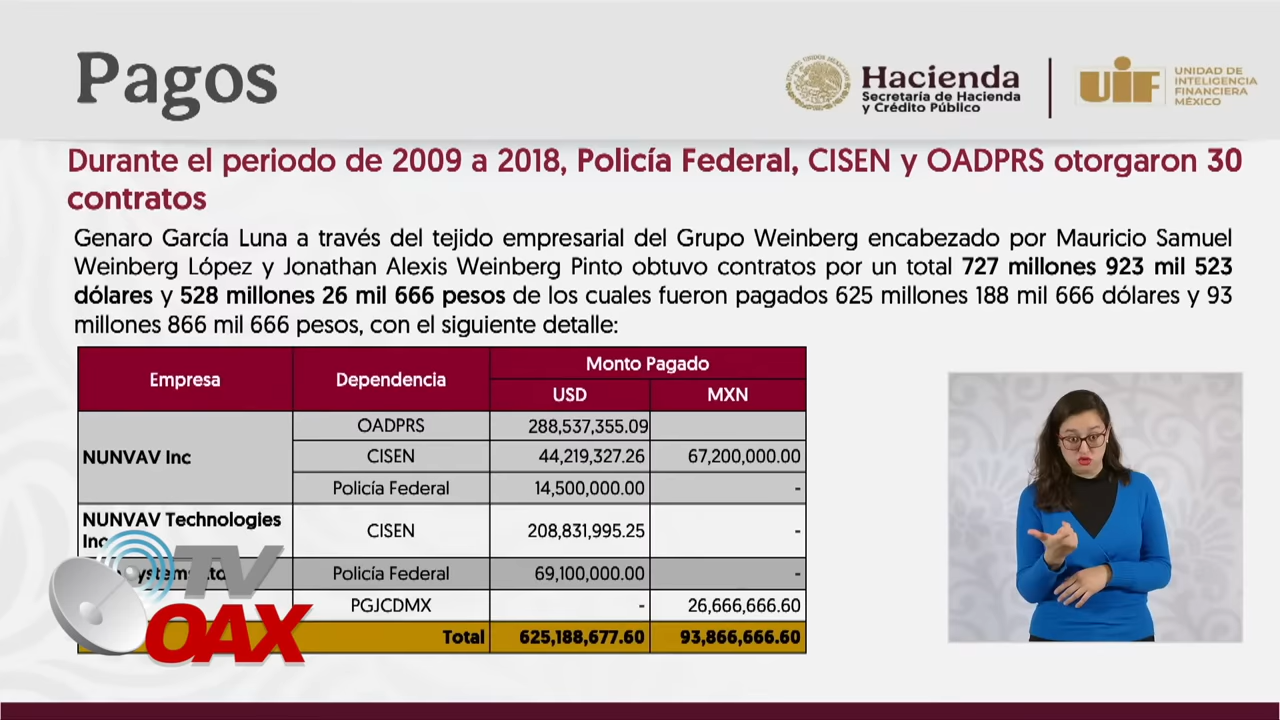 Pagos
Hacienda
Secretaría de Hacienda
y Crédito Público
UIF
UNIDAD DE
INTELIGENCIA
FINANCIERA
MÉXICO
Durante el periodo de 2009 a 2018, Policía Federal, CISEN y OADPRS otorgaron 30
contratos
Genaro García Luna a través del tejido empresarial del Grupo Weinberg encabezado por Mauricio Samuel
Weinberg López y Jonathan Alexis Weinberg Pinto obtuvo contratos por un total 727 millones 923 mil 523
dólares y 528 millones 26 mil 666 pesos de los cuales fueron pagados 625 millones 188 mil 666 dólares y 93
millones 866 mil 666 pesos, con el siguiente detalle:
Empresa Dependencia Monto Pagado
USD MXN
OADPRS 288,537,355.09
NUNVAV Inc CISEN 44,219,327.26 67,200,000.00
Policía Federal 14,500,000.00 -
NUNVAV Technologies
Inc CISEN 208,831,995.25 -
Policía Federal 69,100,000.00 -
PGJCDMX - 26,666,666.60
Total 625,188,677.60 93,866,666.60
TV
OAX